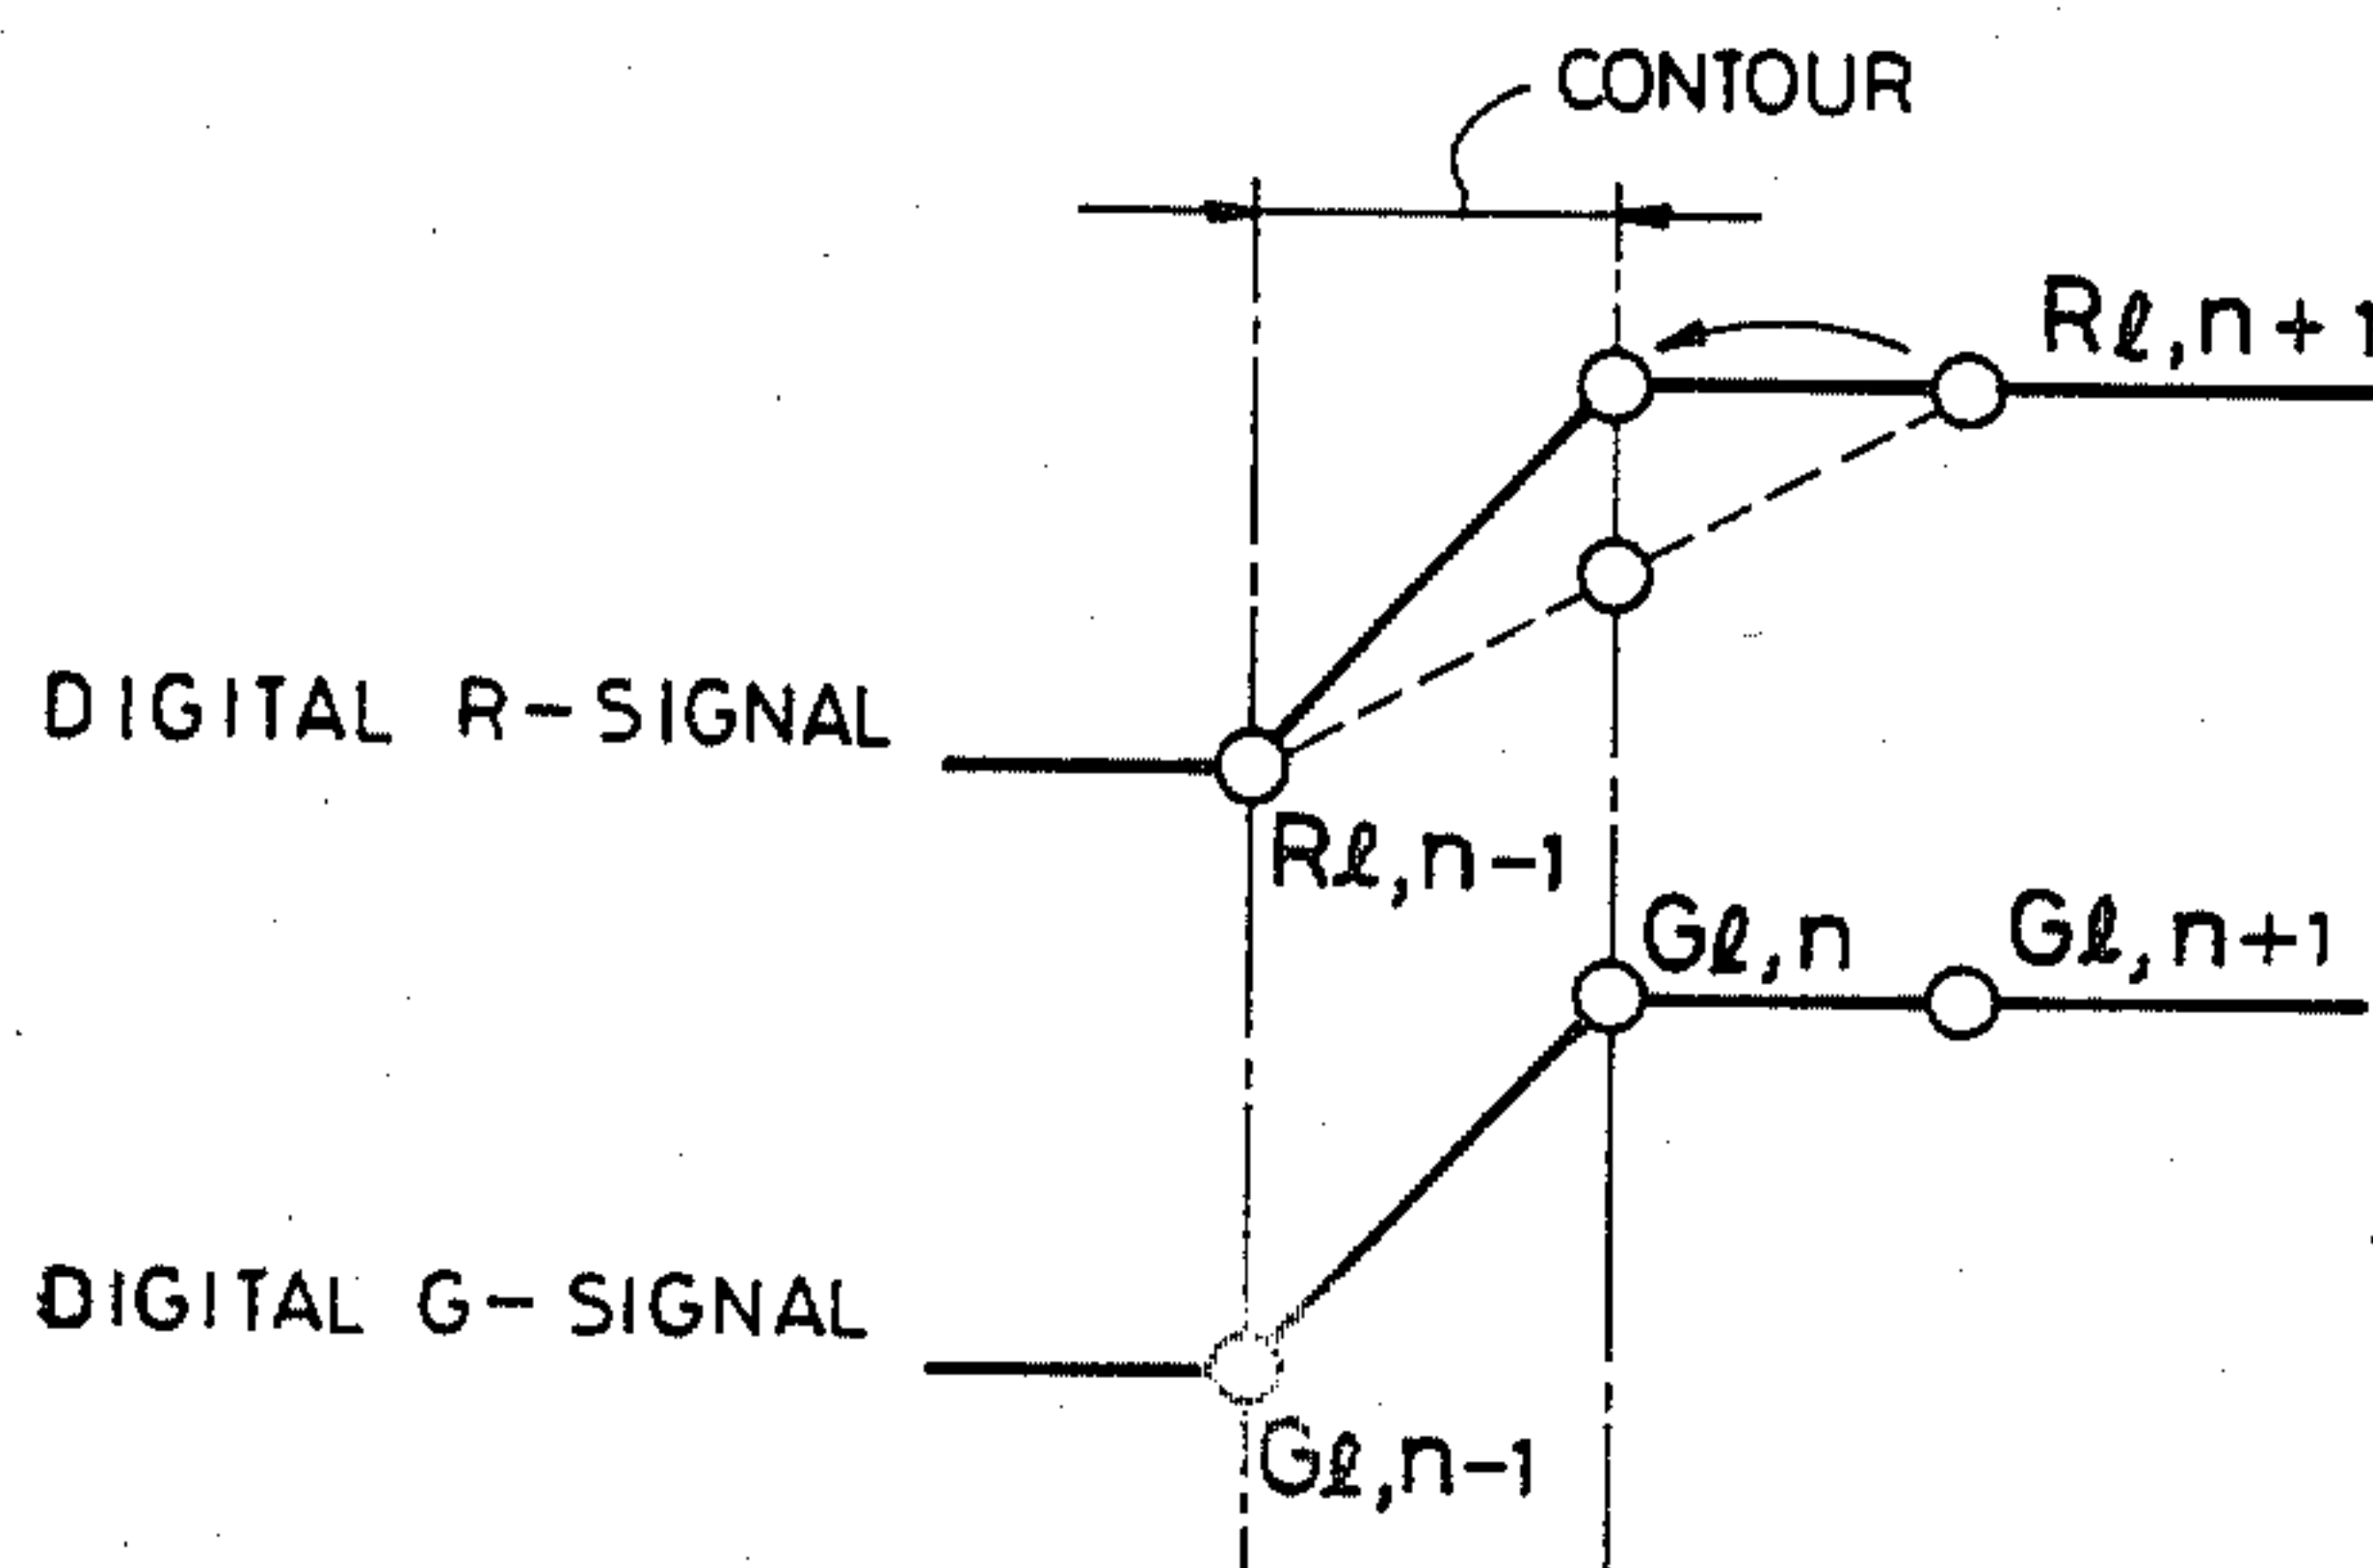 CONTOUR
Rℓ,n+1
DIGITAL R-SIGNAL
Rℓ,n-1
Gℓ,n
Gℓ,n+1
DIGITAL G-SIGNAL
Gℓ,n-1